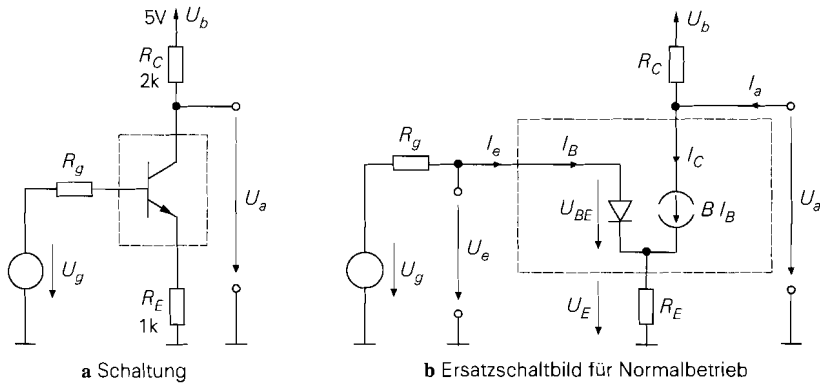 5V U_b
R_C
2k
R_g
U_g
U_a
R_E
1k
a Schaltung
U_b
R_C
I_a
R_g
I_e
I_B
I_C
U_BE
B I_B
U_a
U_g
U_e
U_E
R_E
b Ersatzschaltbild für Normalbetrieb